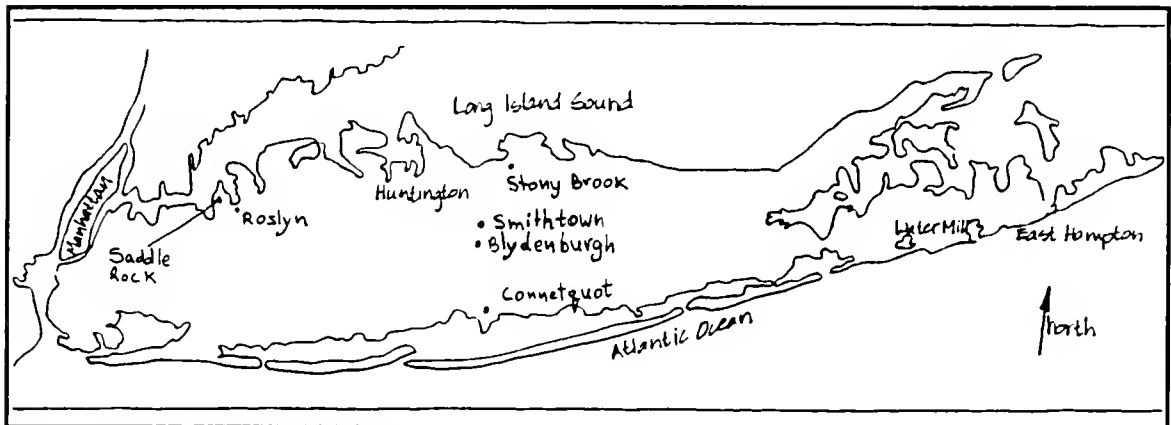 Long Island Sound
Manhattan
Huntington
Stony Brook
Roslyn
Smithtown
Blydenburgh
Saddle
Rock
Mill
East Hampton
Connetquot
Atlantic Ocean
north